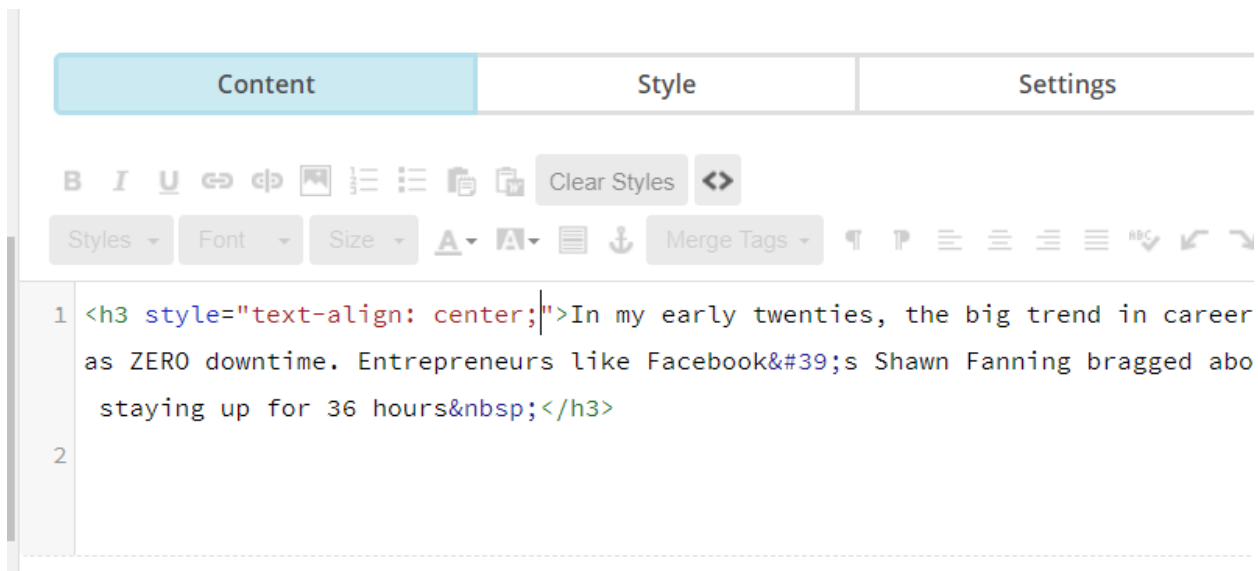 Content Style Settings
B I U Clear Styles <>
Styles Font Size A A Merge Tags ¶ ABC
1 <h3 style="text-align: center;">In my early twenties, the big trend in career
as ZERO downtime. Entrepreneurs like Facebook&#39;s Shawn Fanning bragged abo
staying up for 36 hours&nbsp;</h3>
2